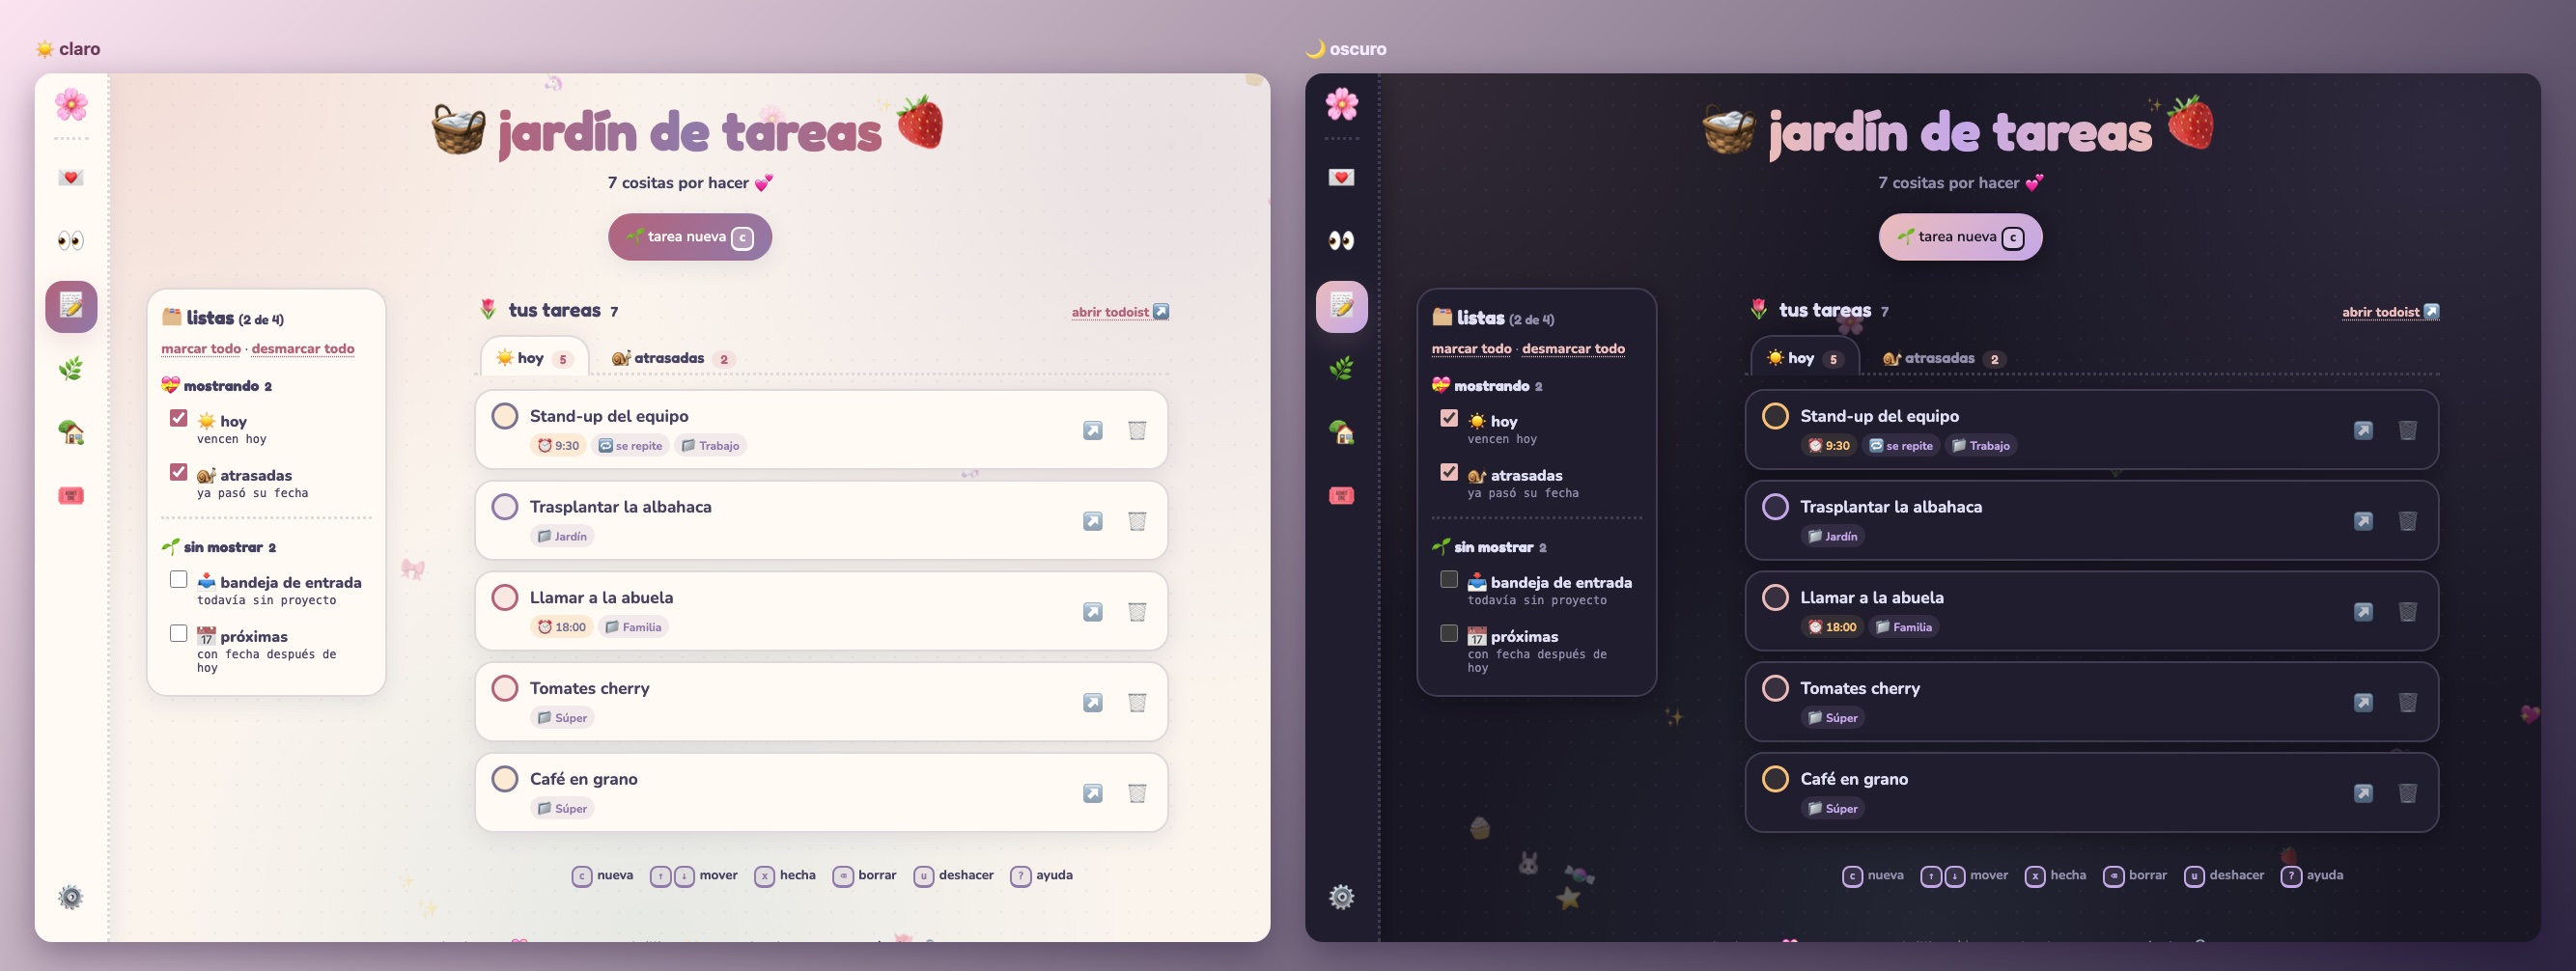 claro
jardín de tareas
7 cositas por hacer
tarea nueva c
listas (2 de 4)
marcar todo · desmarcar todo
mostrando 2
hoy
vencen hoy
atrasadas
ya pasó su fecha
sin mostrar 2
bandeja de entrada
todavía sin proyecto
próximas
con fecha después de
hoy
tus tareas 7
abrir todoist
hoy 5
atrasadas 2
Stand-up del equipo
9:30 se repite Trabajo
Trasplantar la albahaca
Jardín
Llamar a la abuela
18:00 Familia
Tomates cherry
Súper
Café en grano
Súper
c nueva ↑ ↓ mover x hecha ⌫ borrar u deshacer ? ayuda
oscuro
jardín de tareas
7 cositas por hacer
tarea nueva c
listas (2 de 4)
marcar todo · desmarcar todo
mostrando 2
hoy
vencen hoy
atrasadas
ya pasó su fecha
sin mostrar 2
bandeja de entrada
todavía sin proyecto
próximas
con fecha después de
hoy
tus tareas 7
abrir todoist
hoy 5
atrasadas 2
Stand-up del equipo
9:30 se repite Trabajo
Trasplantar la albahaca
Jardín
Llamar a la abuela
18:00 Familia
Tomates cherry
Súper
Café en grano
Súper
c nueva ↑ ↓ mover x hecha ⌫ borrar u deshacer ? ayuda